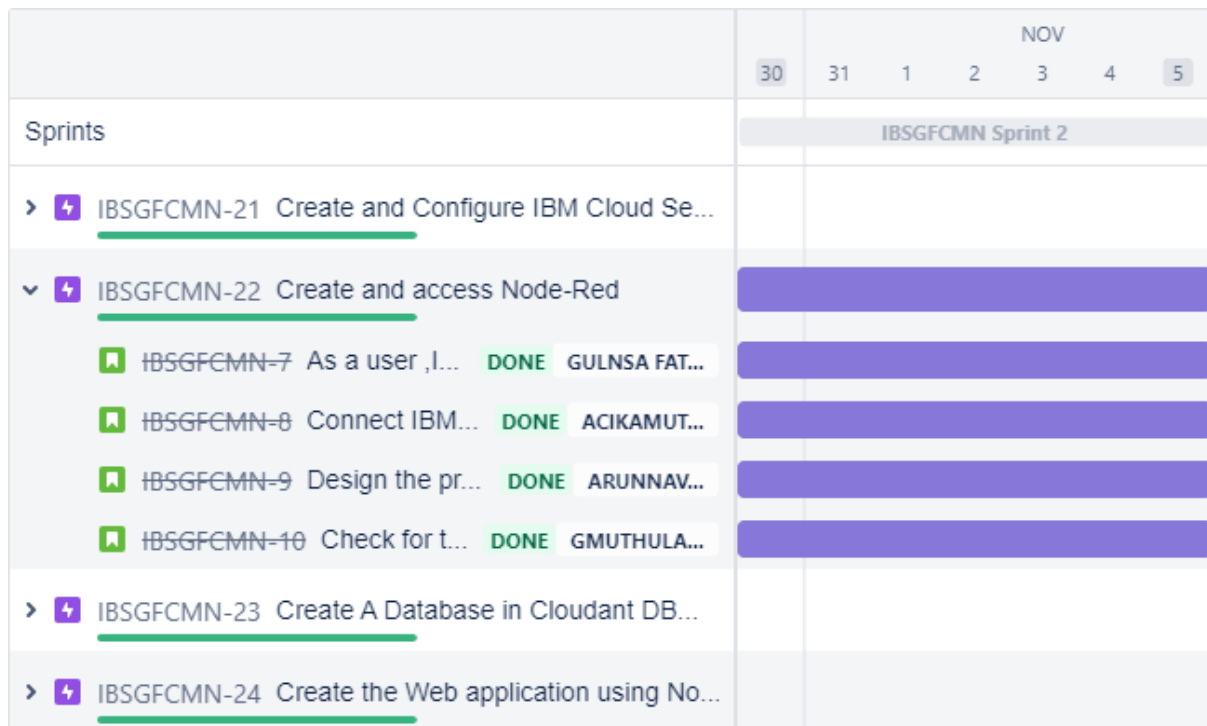 NOV
30 31 1 2 3 4 5
Sprints IBSGFCMN Sprint 2
IBSGFCMN-21 Create and Configure IBM Cloud Se...
IBSGFCMN-22 Create and access Node-Red
IBSGFCMN-7 As a user ,I... DONE GULNSA FAT...
IBSGFCMN-8 Connect IBM... DONE ACIKAMUT...
IBSGFCMN-9 Design the pr... DONE ARUNNAV...
IBSGFCMN-10 Check for t... DONE GMUTHULA...
IBSGFCMN-23 Create A Database in Cloudant DB...
IBSGFCMN-24 Create the Web application using No...